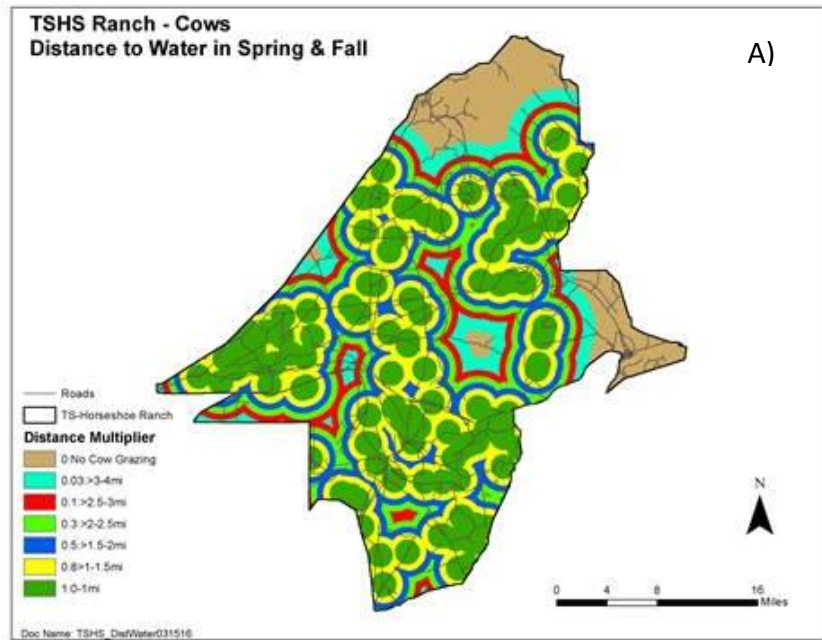 TSHS Ranch - Cows
Distance to Water in Spring & Fall
A)
Roads
TS-Horseshoe Ranch
Distance Multiplier
0:No Cow Grazing
0.03:>3-4mi
0.1:>2.5-3mi
0.3:>2-2.5mi
0.5:>1.5-2mi
0.8>1-1.5mi
1:0-1mi
N
0 4 8 16
Miles
Doc Name: TSHS_DistWater031516